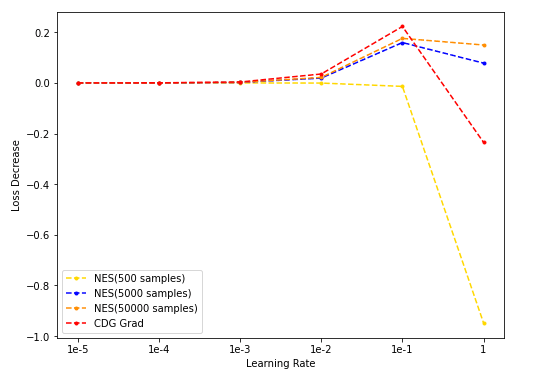 0.2
0.0
−0.2
−0.4
−0.6
−0.8
−1.0
Loss Decrease
NES(500 samples)
NES(5000 samples)
NES(50000 samples)
CDG Grad
1e-5 1e-4 1e-3 1e-2 1e-1 1
Learning Rate